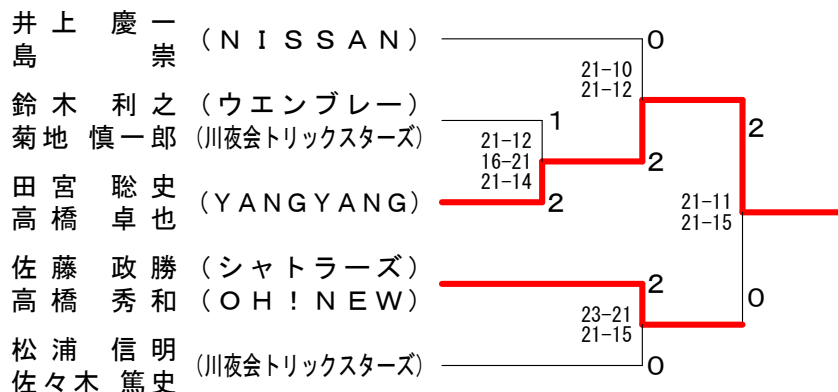 井上 慶一 (NISSAN)
島 崇
0
21-10
21-12
鈴木 利之 (ウエンブレー)
菊地 慎一郎 (川夜会トリックスターズ)
1
21-12
16-21
21-14
2
2
田宮 聡史 (YANGYANG)
高橋 卓也
2
21-11
21-15
佐藤 政勝 (シャトラーズ)
高橋 秀和 (OH!NEW)
2
0
23-21
21-15
松浦 信明 (川夜会トリックスターズ)
佐々木 篤史
0